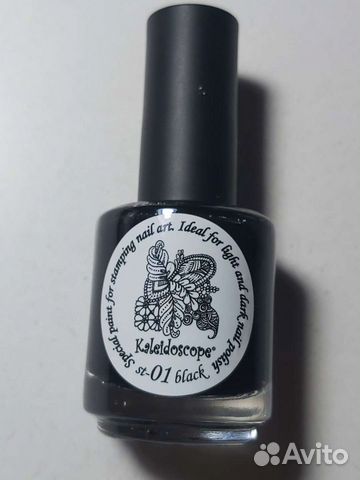 Special paint for stamping nail art. Ideal for light and dark nail polish
Kaleidoscope®
st-01 black
Avito